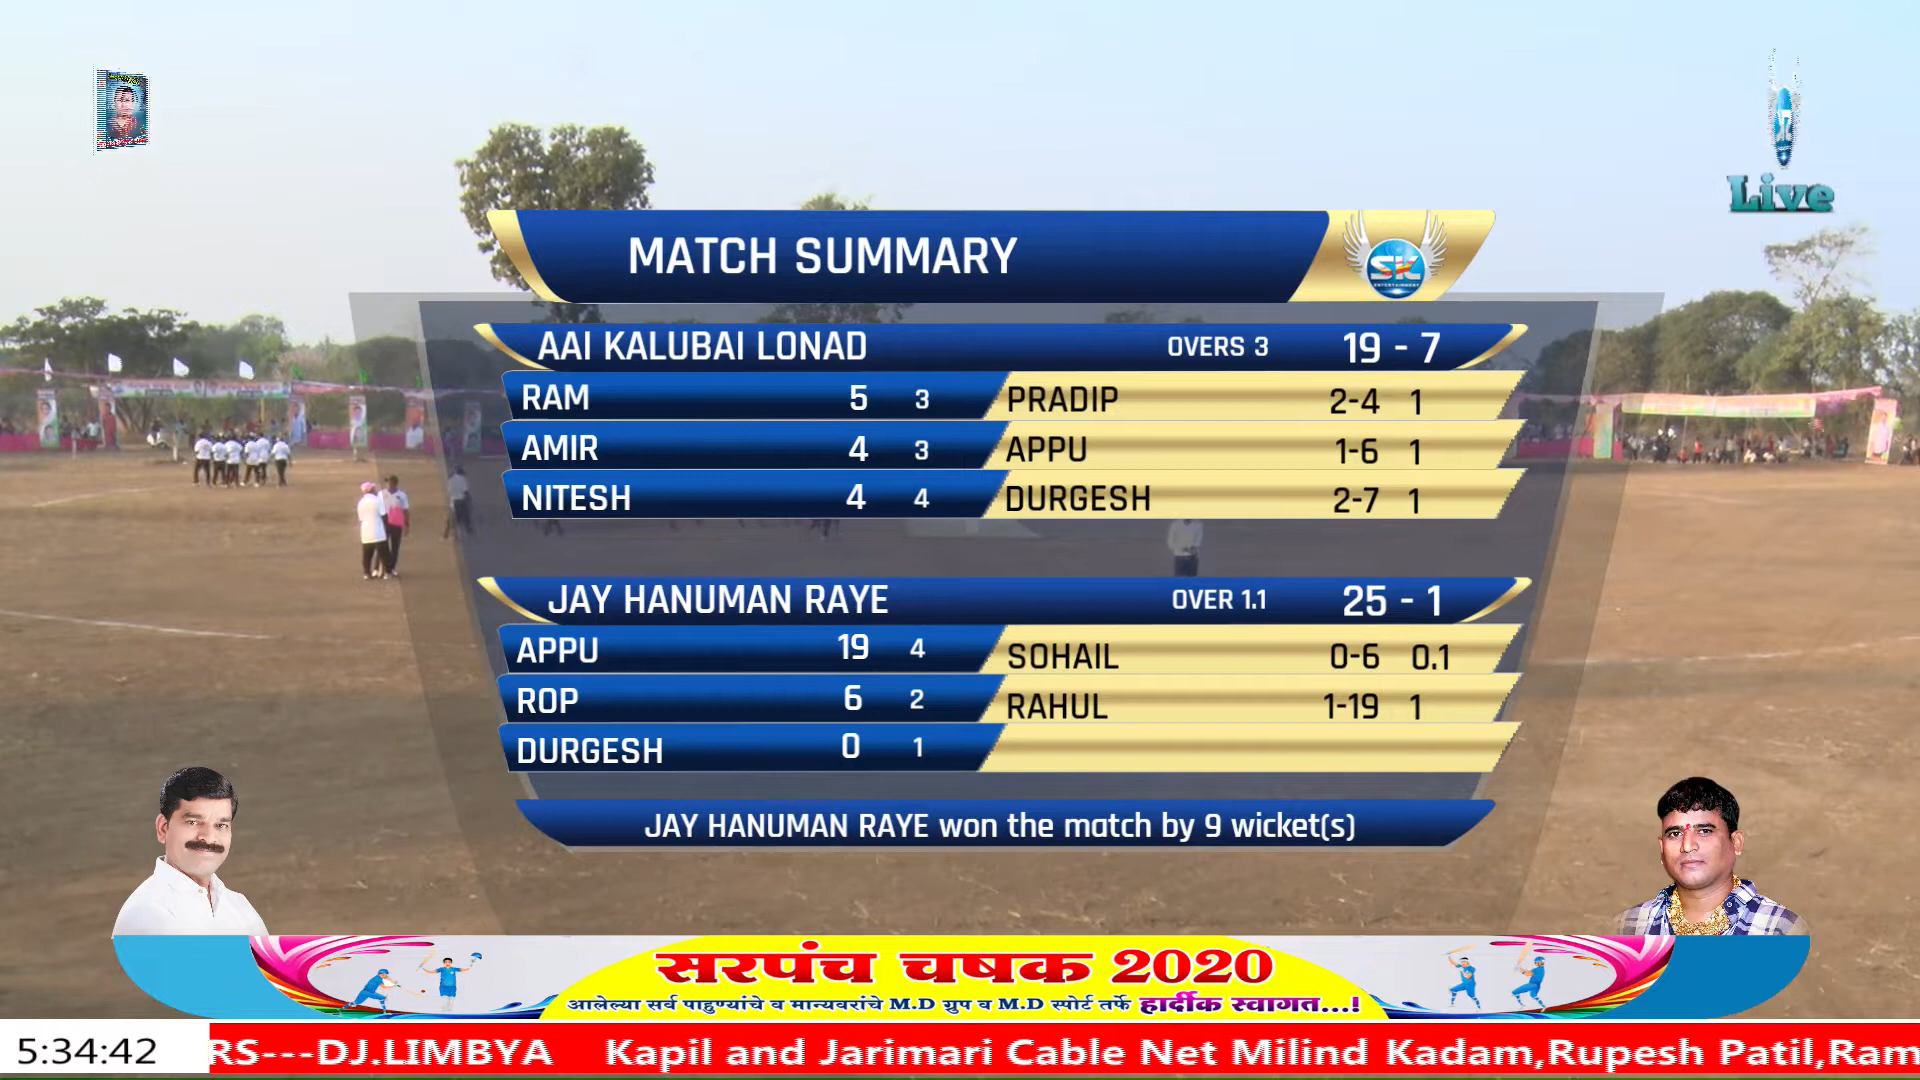 Live
MATCH SUMMARY
SK
ENTERTAINMENT
AAI KALUBAI LONAD OVERS 3 19 - 7
RAM 5 3 PRADIP 2-4 1
AMIR 4 3 APPU 1-6 1
NITESH 4 4 DURGESH 2-7 1
JAY HANUMAN RAYE OVER 1.1 25 - 1
APPU 19 4 SOHAIL 0-6 0.1
ROP 6 2 RAHUL 1-19 1
DURGESH 0 1
JAY HANUMAN RAYE won the match by 9 wicket(s)
सरपंच चषक 2020
आलेल्या सर्व पाहुण्यांचे व मान्यवरांचे M.D ग्रुप व M.D स्पोर्ट तर्फे हार्दीक स्वागत...!
5:34:42 RS---DJ.LIMBYA Kapil and Jarimari Cable Net Milind Kadam,Rupesh Patil,Ram